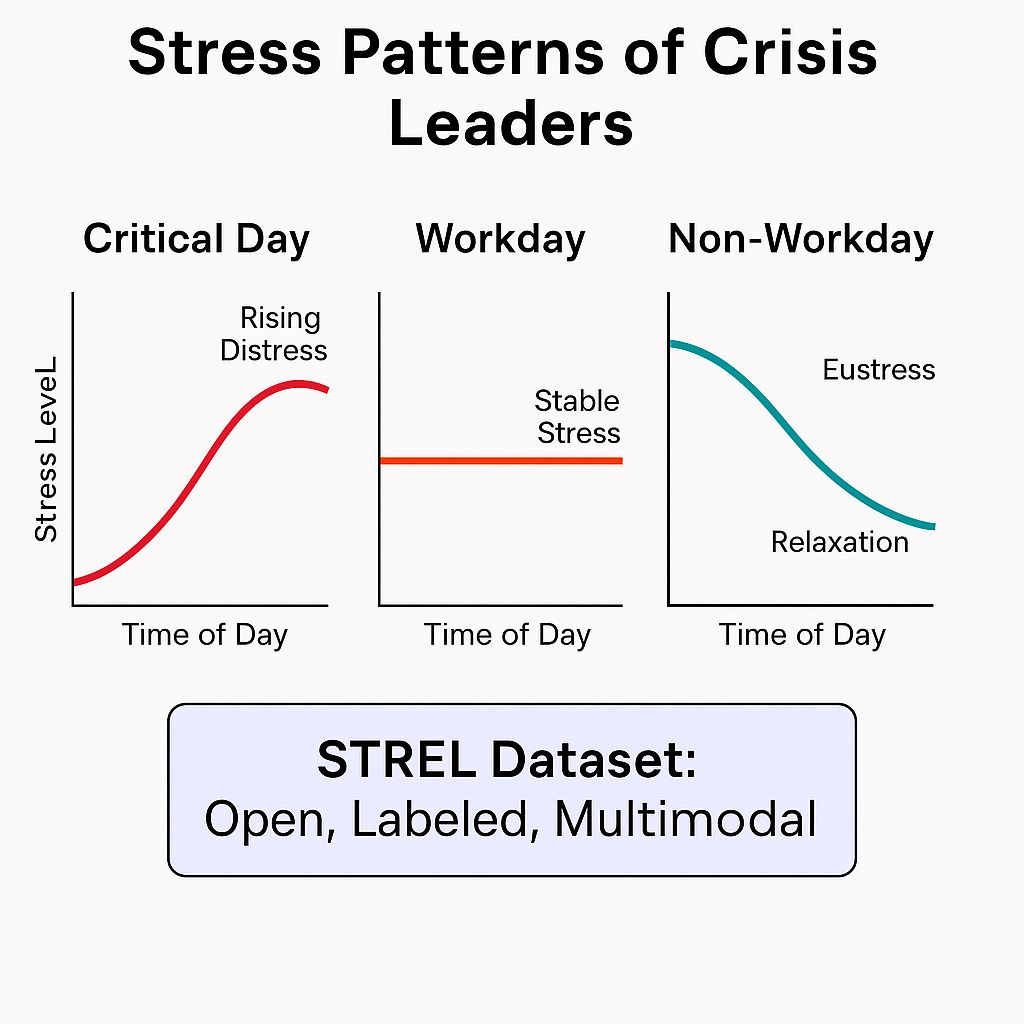 Stress Patterns of Crisis
Leaders
Critical Day
Workday
Non-Workday
Stress LeveL
Rising
Distress
Time of Day
Stable
Stress
Time of Day
Eustress
Relaxation
Time of Day
STREL Dataset:
Open, Labeled, Multimodal